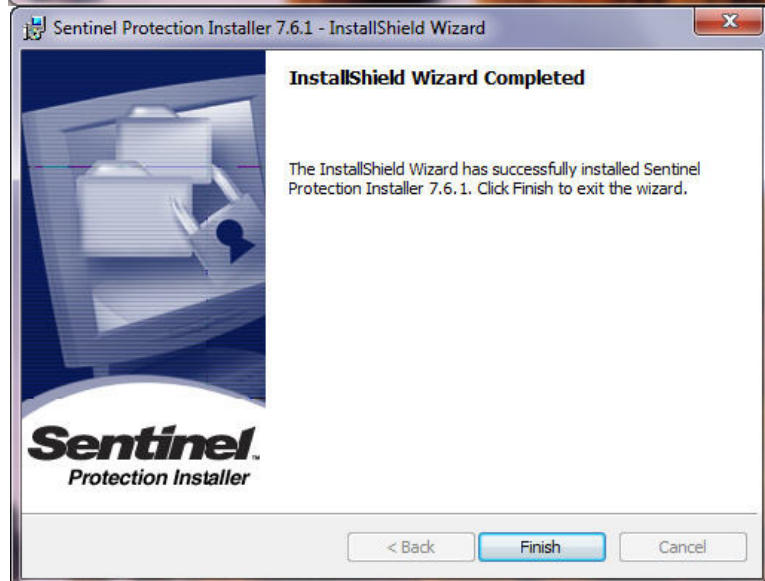 Sentinel Protection Installer 7.6.1 - InstallShield Wizard
InstallShield Wizard Completed
The InstallShield Wizard has successfully installed Sentinel
Protection Installer 7.6.1. Click Finish to exit the wizard.
Sentinel™
Protection Installer
< Back
Finish
Cancel